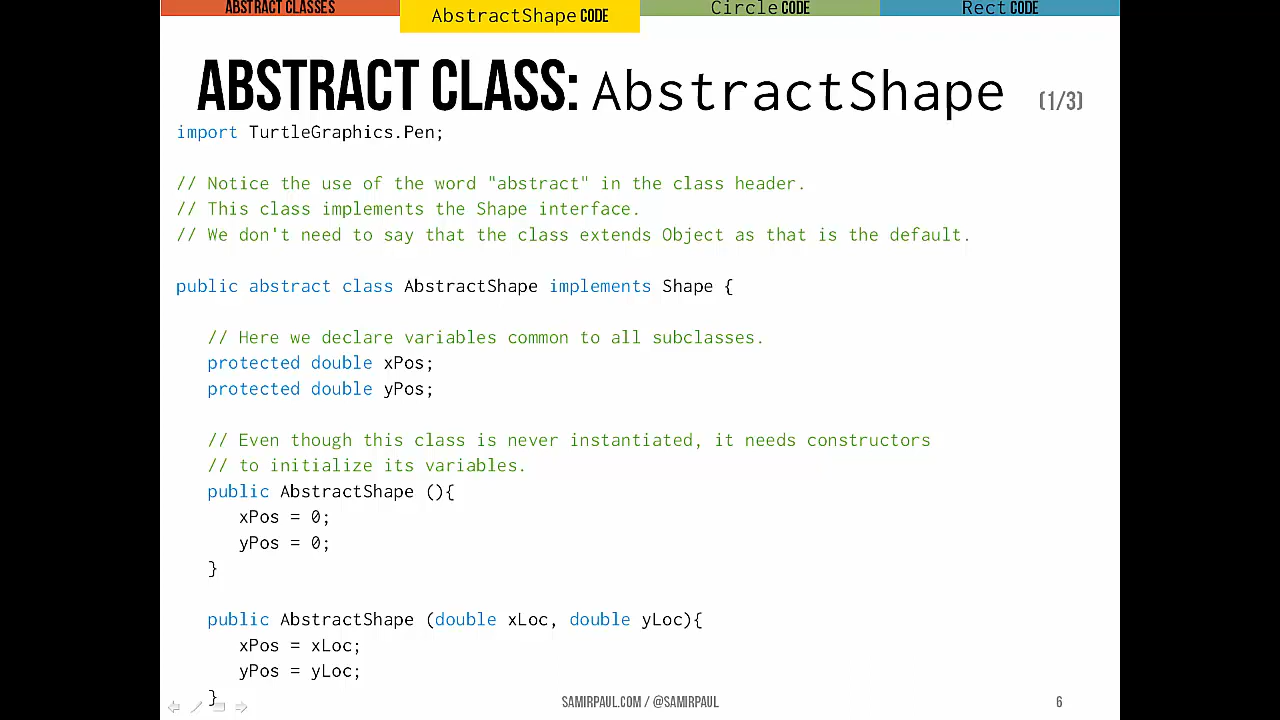 ABSTRACT CLASSES AbstractShape CODE Circle CODE Rect CODE
ABSTRACT CLASS: AbstractShape (1/3)
import TurtleGraphics.Pen;
// Notice the use of the word "abstract" in the class header.
// This class implements the Shape interface.
// We don't need to say that the class extends Object as that is the default.
public abstract class AbstractShape implements Shape {
// Here we declare variables common to all subclasses.
protected double xPos;
protected double yPos;
// Even though this class is never instantiated, it needs constructors
// to initialize its variables.
public AbstractShape (){
xPos = 0;
yPos = 0;
}
public AbstractShape (double xLoc, double yLoc){
xPos = xLoc;
yPos = yLoc;
}
SAMIRPAUL.COM / @SAMIRPAUL 6